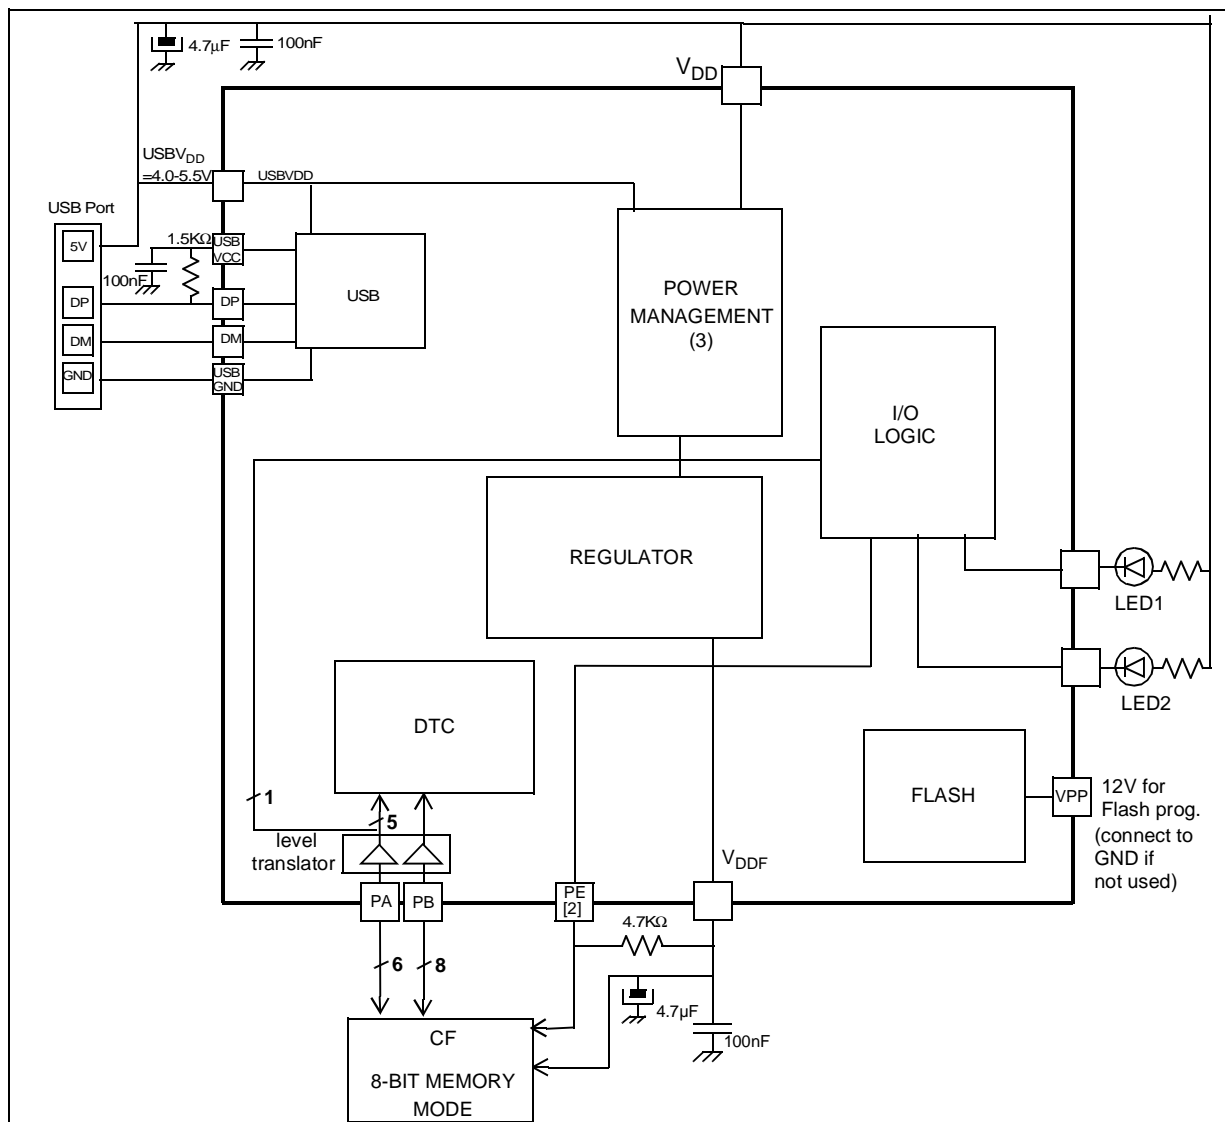 4.7μF
100nF
VDD
USBVDD
=4.0-5.5V
USBVDD
USB Port
5V
1.5KΩ
USB
VCC
100nF
DP
DP
DM
DM
GND
USB
GND
USB
POWER
MANAGEMENT
(3)
I/O
LOGIC
REGULATOR
LED1
LED2
DTC
FLASH
VPP
12V for
Flash prog.
(connect to
GND if
not used)
1
5
level
translator
VDDF
PA
PB
PE
[2]
4.7KΩ
6
8
4.7μF
100nF
CF
8-BIT MEMORY
MODE